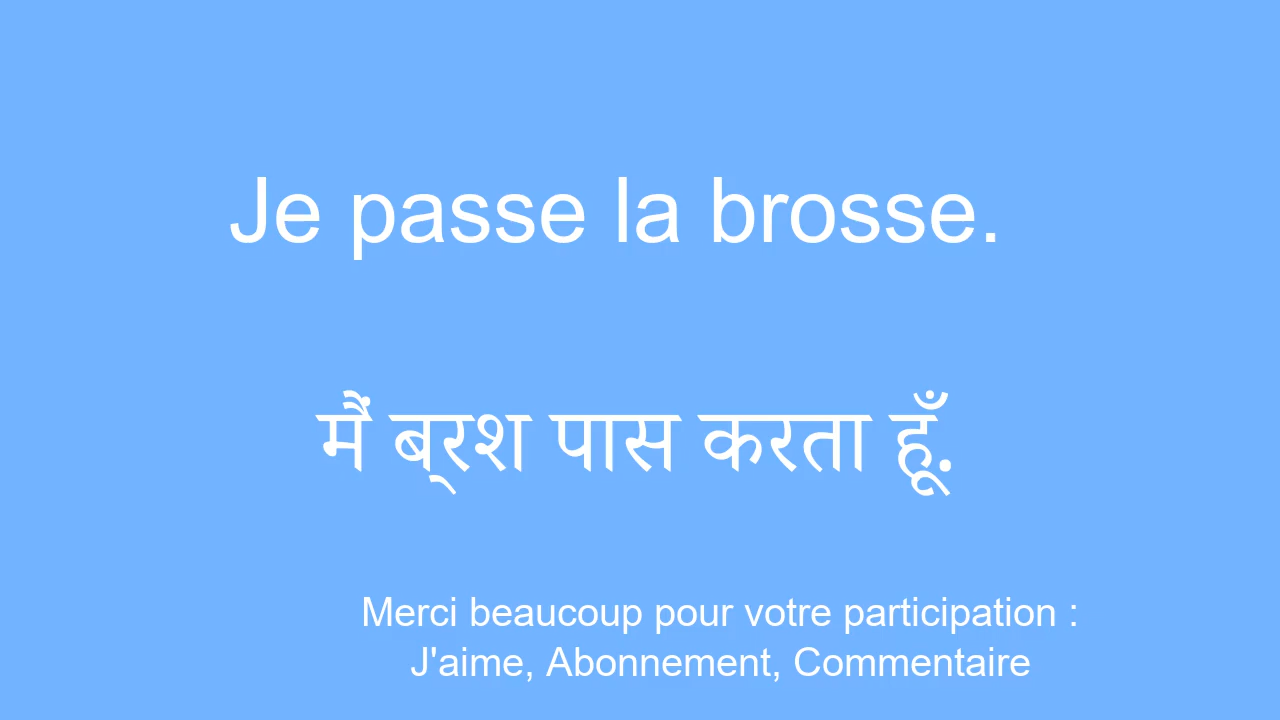 Je passe la brosse.
मैं ब्रश पास करता हूँ.
Merci beaucoup pour votre participation :
J'aime, Abonnement, Commentaire